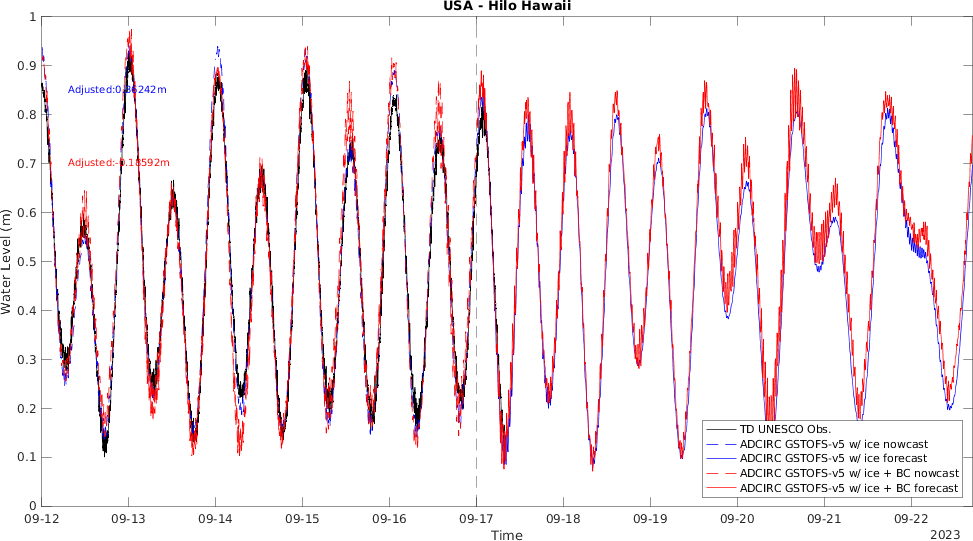 USA - Hilo Hawaii
Water Level (m)
1
0.9
0.8
0.7
0.6
0.5
0.4
0.3
0.2
0.1
0
Adjusted:0.86242m
Adjusted:-0.18592m
TD UNESCO Obs.
ADCIRC GSTOFS-v5 w/ ice nowcast
ADCIRC GSTOFS-v5 w/ ice forecast
ADCIRC GSTOFS-v5 w/ ice + BC nowcast
ADCIRC GSTOFS-v5 w/ ice + BC forecast
09-12 09-13 09-14 09-15 09-16 09-17 09-18 09-19 09-20 09-21 09-22
2023
Time